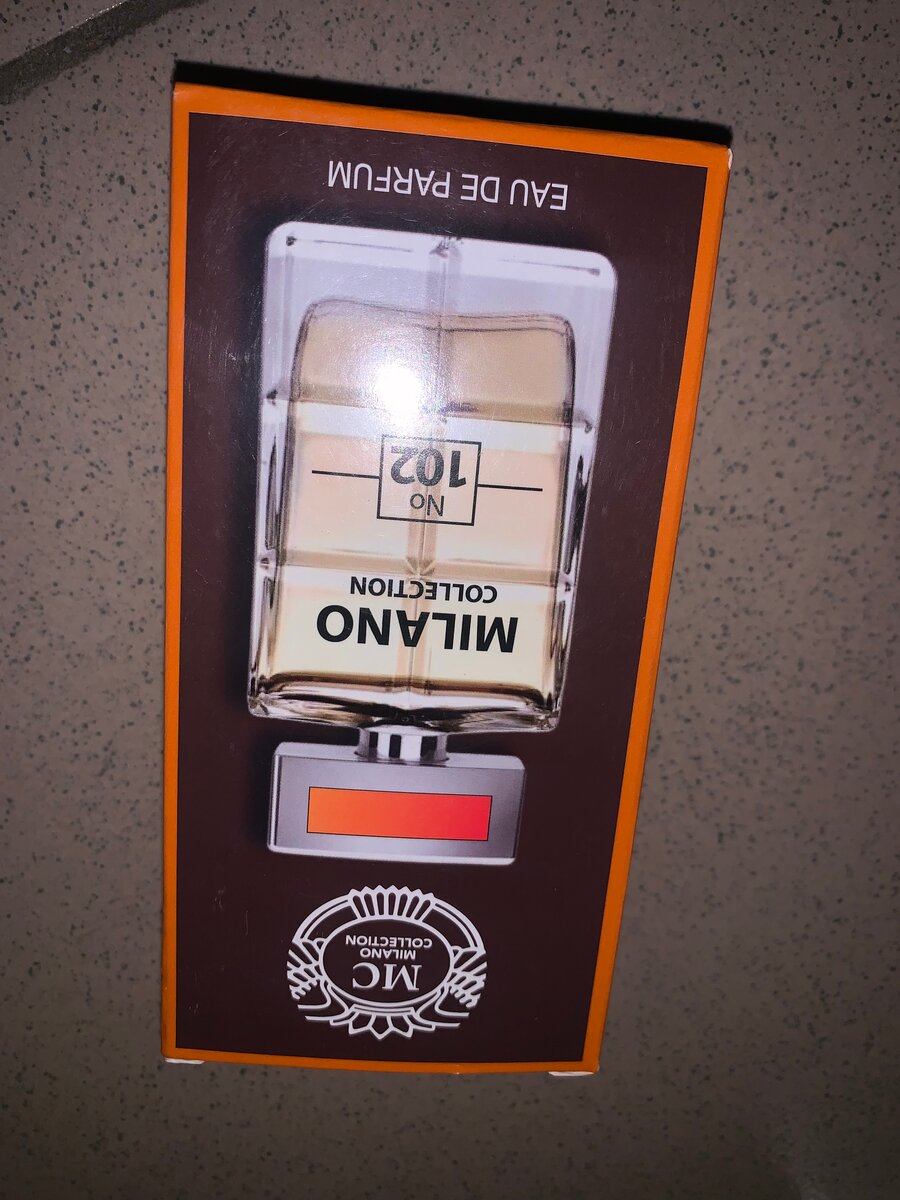 MC
MILANO
COLLECTION
MILANO
COLLECTION
No
102
EAU DE PARFUM